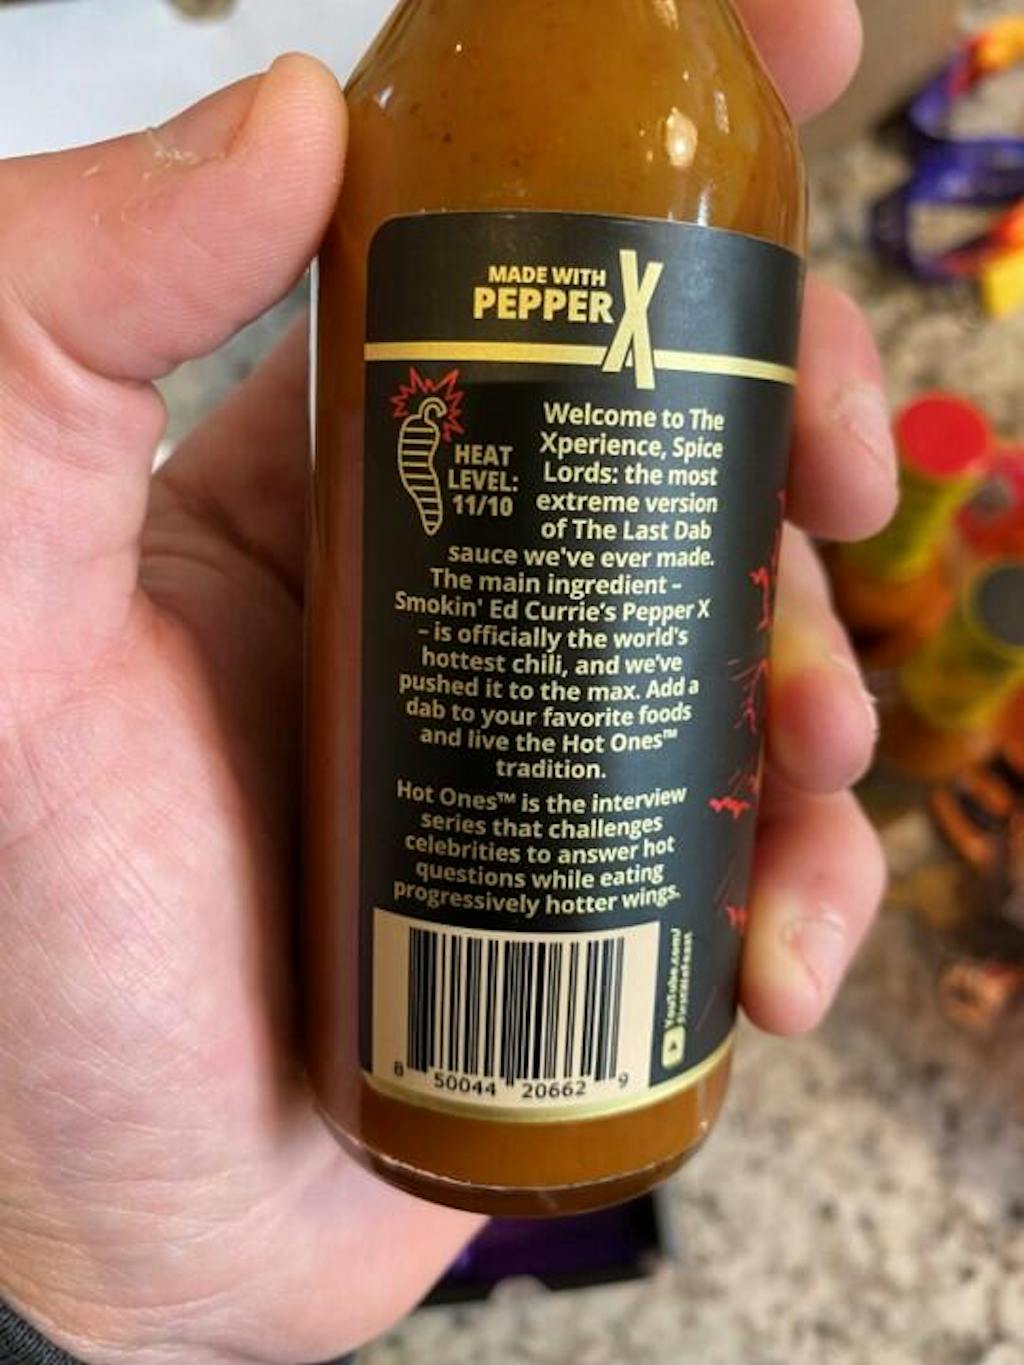 MADE WITH
PEPPER X
HEAT
LEVEL:
11/10
Welcome to The
Xperience, Spice
Lords: the most
extreme version
of The Last Dab
sauce we've ever made.
The main ingredient –
Smokin' Ed Currie's Pepper X
– is officially the world's
hottest chili, and we've
pushed it to the max. Add a
dab to your favorite foods
and live the Hot Ones™
tradition.
Hot Ones™ is the interview
series that challenges
celebrities to answer hot
questions while eating
progressively hotter wings.
YouTube.com/
FirstWeFeast
8 50044 20662 9